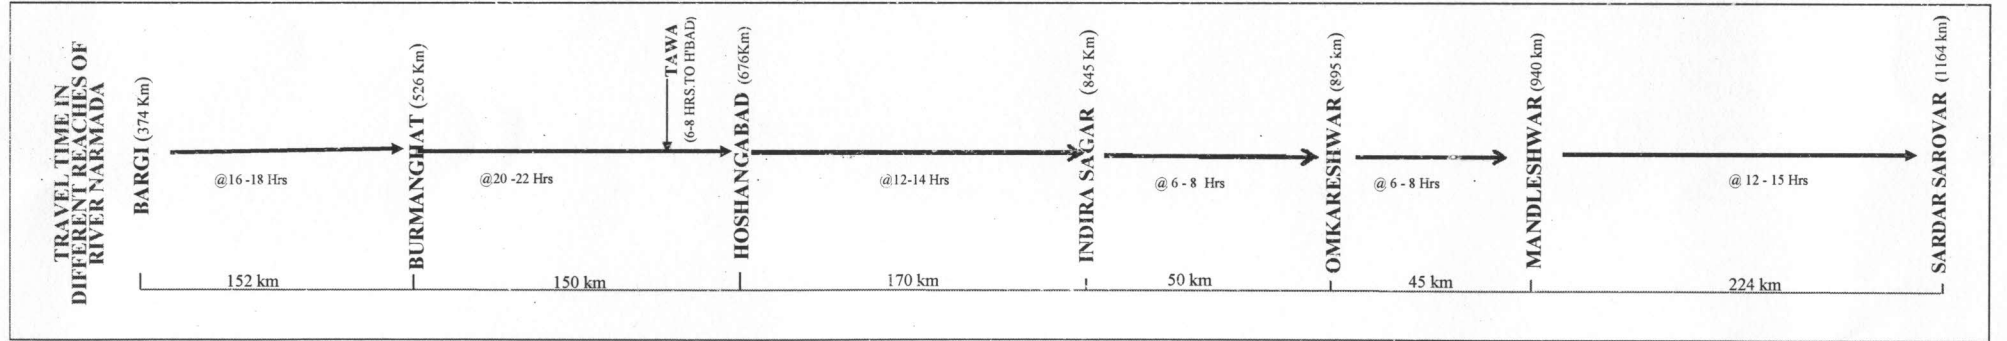 TRAVEL TIME IN
DIFFERENT REACHES OF
RIVER NARMADA
BARGI (374 Km)
BURMANGHAT (526 Km)
TAWA
(6-8 HRS.TO H'BAD)
HOSHANGABAD (676Km)
INDIRA SAGAR (845 Km)
OMKARESHWAR (895 km)
MANDLESHWAR (940 km)
SARDAR SAROVAR (1164 km)
@16 -18 Hrs
@20 -22 Hrs
@12-14 Hrs
@ 6 - 8 Hrs
@ 6 - 8 Hrs
@ 12 - 15 Hrs
152 km
150 km
170 km
50 km
45 km
224 km